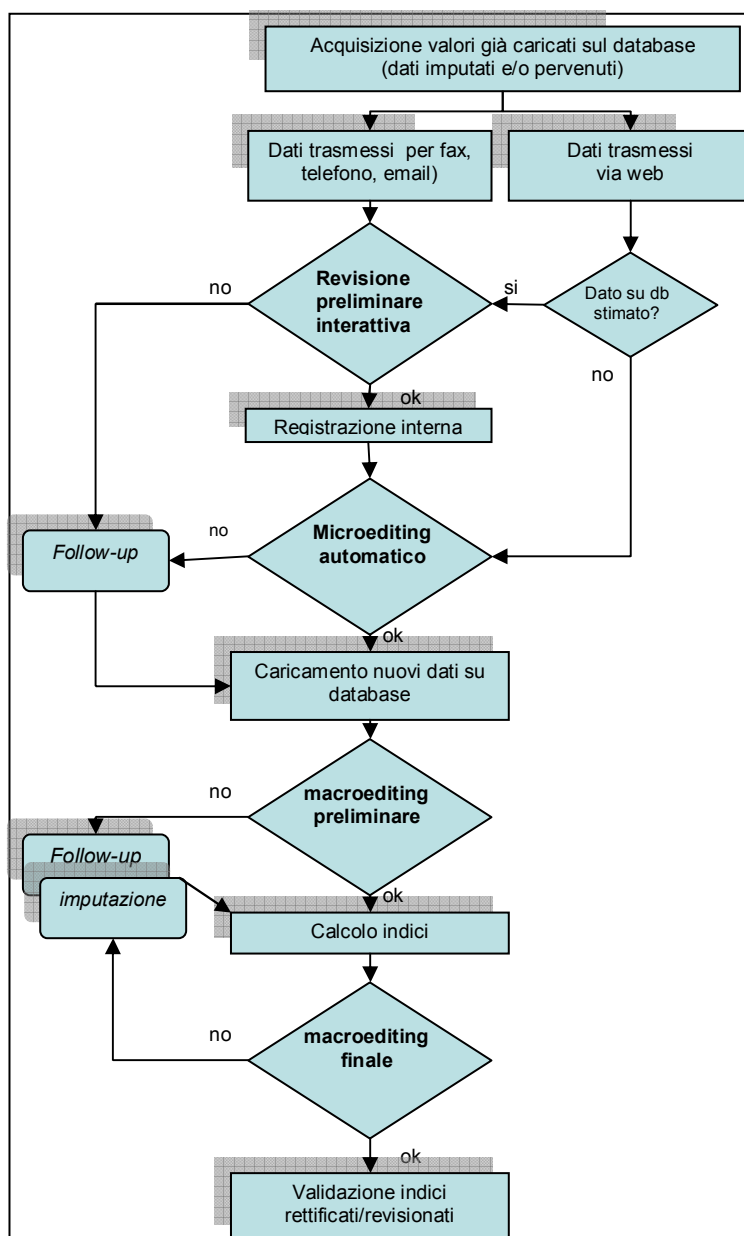 Acquisizione valori già caricati sul database
(dati imputati e/o pervenuti)
Dati trasmessi per fax,
telefono, email)
Dati trasmessi
via web
Revisione
preliminare
interattiva
no
si
Dato su db
stimato?
no
ok
Registrazione interna
Microediting
automatico
no
Follow-up
ok
Caricamento nuovi dati su
database
macroediting
preliminare
no
Follow-up
imputazione
ok
Calcolo indici
macroediting
finale
no
ok
Validazione indici
rettificati/revisionati